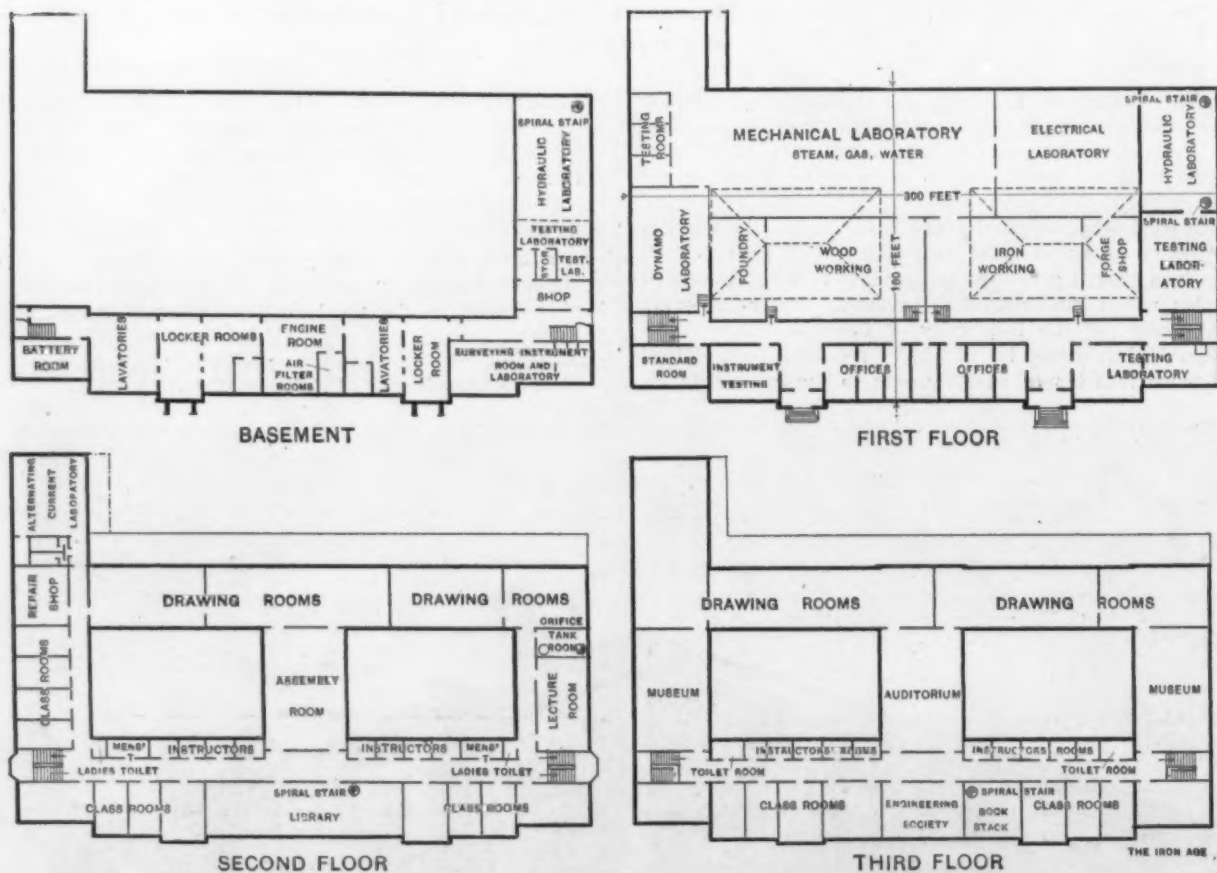 SPIRAL STAIR
HYDRAULIC
LABORATORY
TESTING
LABORATORY
STOR.
TEST.
LAB.
SHOP
LAVATORIES
LOCKER ROOMS
ENGINE
ROOM
AIR
FILTER
ROOMS
LAVATORIES
LOCKER
ROOM
BATTERY
ROOM
SURVEYING INSTRUMENT
ROOM AND
LABORATORY
BASEMENT
TESTING
ROOMS
MECHANICAL LABORATORY
STEAM, GAS, WATER
ELECTRICAL
LABORATORY
SPIRAL STAIR
HYDRAULIC
LABORATORY
300 FEET
180 FEET
SPIRAL STAIR
DYNAMO
LABORATORY
FOUNDRY
WOOD
WORKING
IRON
WORKING
FORGE
SHOP
TESTING
LABOR-
ATORY
STANDARD
ROOM
INSTRUMENT
TESTING
OFFICES
OFFICES
TESTING
LABORATORY
FIRST FLOOR
ALTERNATING
CURRENT
LABORATORY
REPAIR
SHOP
DRAWING ROOMS
DRAWING ROOMS
ORIFICE
TANK
ROOM
CLASS ROOMS
ASSEMBLY
ROOM
LECTURE
ROOM
MENS'
T
INSTRUCTORS
INSTRUCTORS
MENS'
T
LADIES TOILET
LADIES TOILET
SPIRAL STAIR
CLASS ROOMS
LIBRARY
CLASS ROOMS
SECOND FLOOR
DRAWING ROOMS
DRAWING ROOMS
MUSEUM
AUDITORIUM
MUSEUM
INSTRUCTORS' ROOMS
INSTRUCTORS ROOMS
TOILET ROOM
TOILET ROOM
SPIRAL STAIR
CLASS ROOMS
ENGINEERING
SOCIETY
BOOK
STACK
CLASS ROOMS
THIRD FLOOR
THE IRON AGE